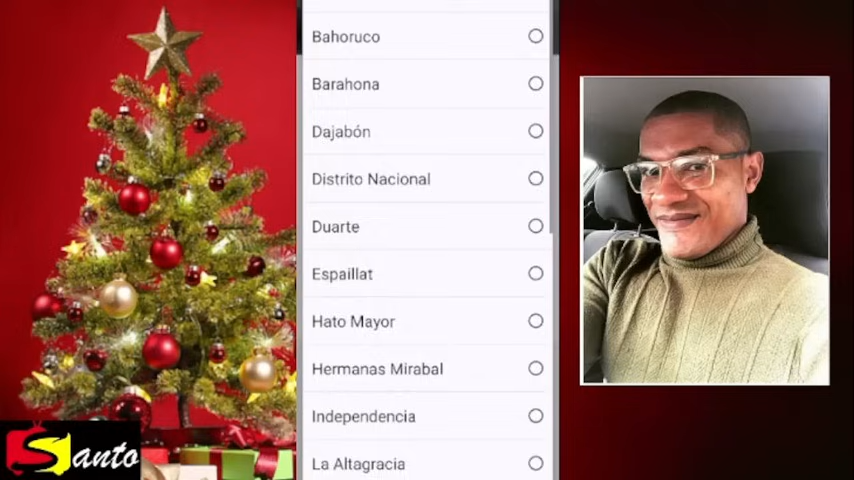 Bahoruco
Barahona
Dajabón
Distrito Nacional
Duarte
Espaillat
Hato Mayor
Hermanas Mirabal
Independencia
La Altagracia
Santo